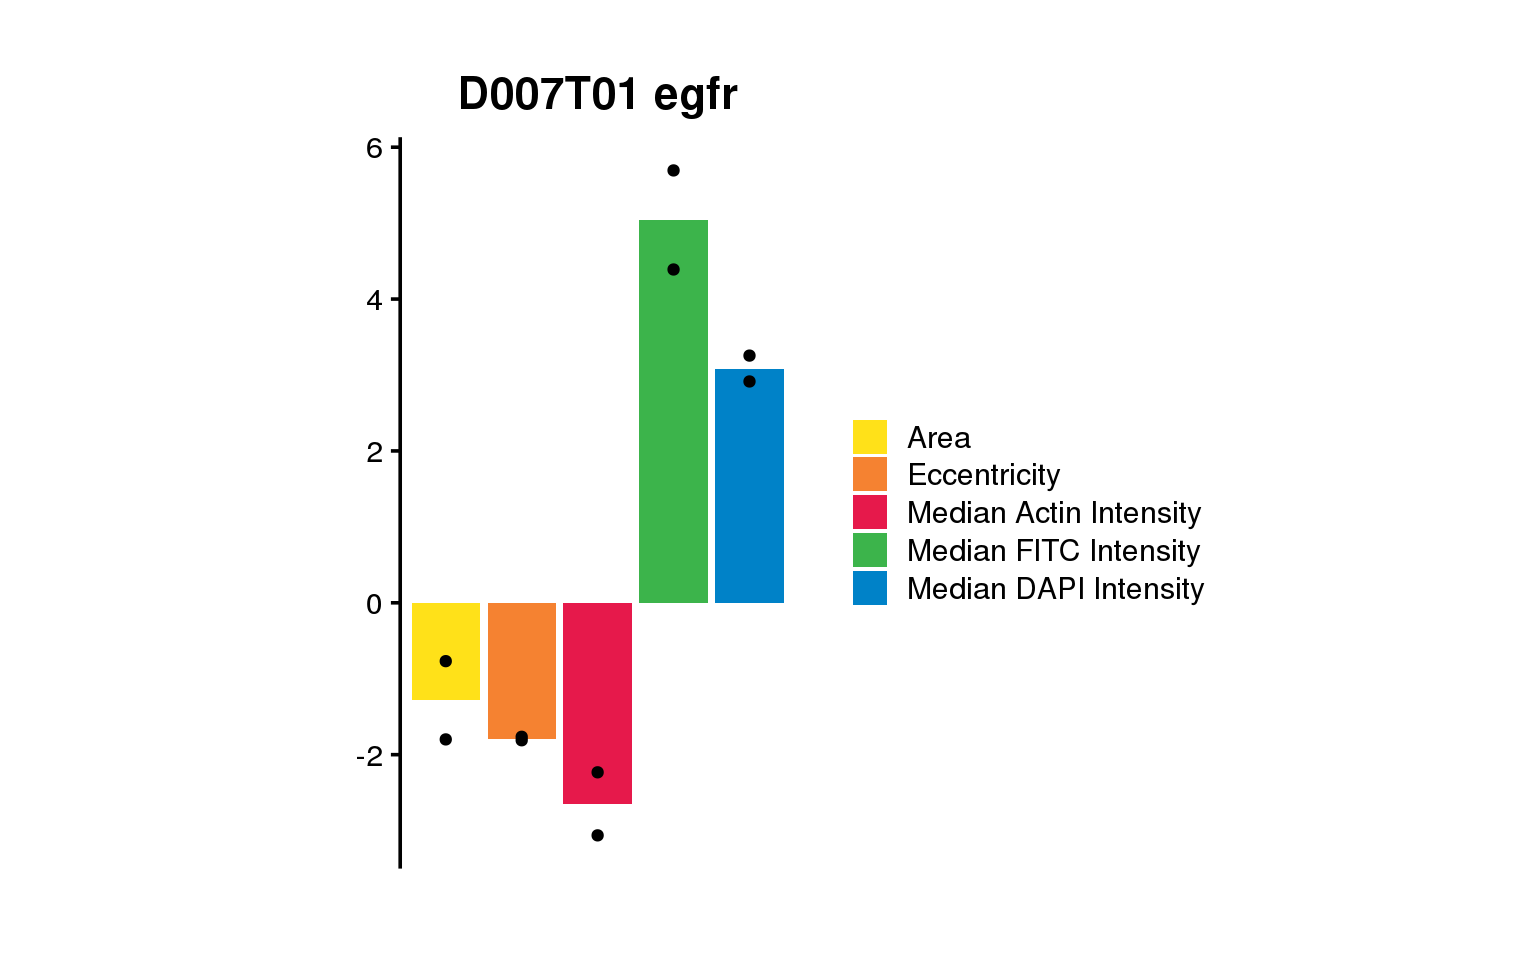 D007T01 egfr
6
4
2
0
-2
Area
Eccentricity
Median Actin Intensity
Median FITC Intensity
Median DAPI Intensity